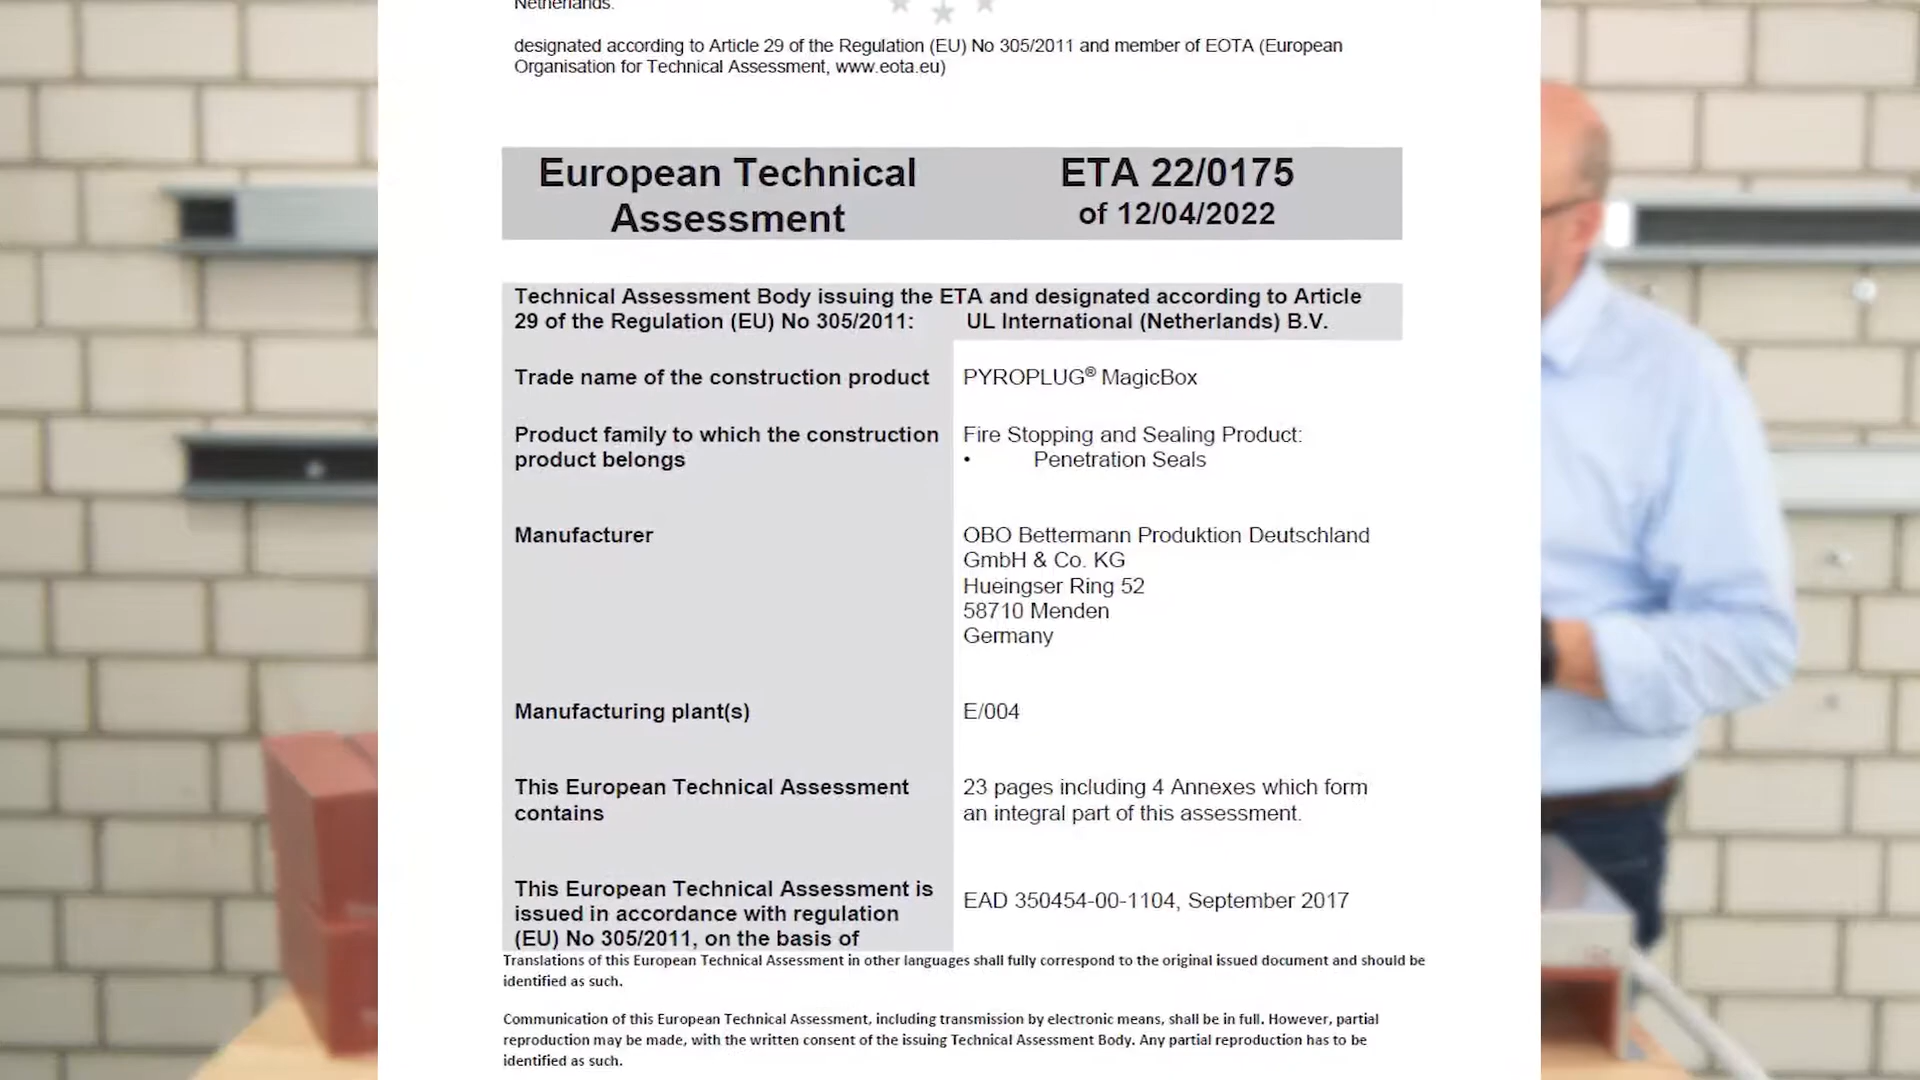 Netherlands.
designated according to Article 29 of the Regulation (EU) No 305/2011 and member of EOTA (European
Organisation for Technical Assessment, www.eota.eu)
European Technical
Assessment
ETA 22/0175
of 12/04/2022
Technical Assessment Body issuing the ETA and designated according to Article
29 of the Regulation (EU) No 305/2011: UL International (Netherlands) B.V.
Trade name of the construction product
PYROPLUG® MagicBox
Product family to which the construction
product belongs
Fire Stopping and Sealing Product:
• Penetration Seals
Manufacturer
OBO Bettermann Produktion Deutschland
GmbH & Co. KG
Hueingser Ring 52
58710 Menden
Germany
Manufacturing plant(s)
E/004
This European Technical Assessment
contains
23 pages including 4 Annexes which form
an integral part of this assessment.
This European Technical Assessment is
issued in accordance with regulation
(EU) No 305/2011, on the basis of
EAD 350454-00-1104, September 2017
Translations of this European Technical Assessment in other languages shall fully correspond to the original issued document and should be
identified as such.
Communication of this European Technical Assessment, including transmission by electronic means, shall be in full. However, partial
reproduction may be made, with the written consent of the issuing Technical Assessment Body. Any partial reproduction has to be
identified as such.